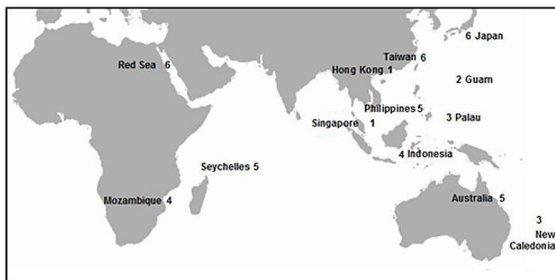 6 Japan
Taiwan 6
Red Sea 6
Hong Kong 1
2 Guam
Philippines 5
3 Palau
Singapore 1
4 Indonesia
Seychelles 5
Mozambique 4
Australia 5
3
New
Caledonia